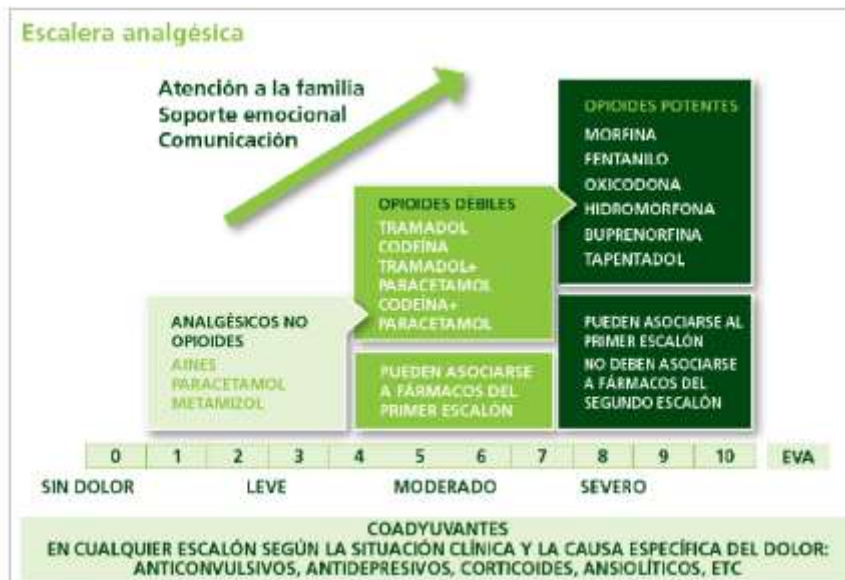 Escalera analgésica
Atención a la familia
Soporte emocional
Comunicación
OPIOIDES POTENTES
MORFINA
FENTANILO
OXICODONA
HIDROMORFONA
BUPRENORFINA
TAPENTADOL
OPIOIDES DÉBILES
TRAMADOL
CODEÍNA
TRAMADOL+
PARACETAMOL
CODEÍNA+
PARACETAMOL
ANALGÉSICOS NO
OPIOIDES
AINES
PARACETAMOL
METAMIZOL
PUEDEN ASOCIARSE
A FÁRMACOS DEL
PRIMER ESCALÓN
PUEDEN ASOCIARSE AL
PRIMER ESCALÓN
NO DEBEN ASOCIARSE
A FÁRMACOS DEL
SEGUNDO ESCALÓN
0 1 2 3 4 5 6 7 8 9 10 EVA
SIN DOLOR LEVE MODERADO SEVERO
COADYUVANTES
EN CUALQUIER ESCALÓN SEGÚN LA SITUACIÓN CLÍNICA Y LA CAUSA ESPECÍFICA DEL DOLOR:
ANTICONVULSIVOS, ANTIDEPRESIVOS, CORTICOIDES, ANSIOLÍTICOS, ETC